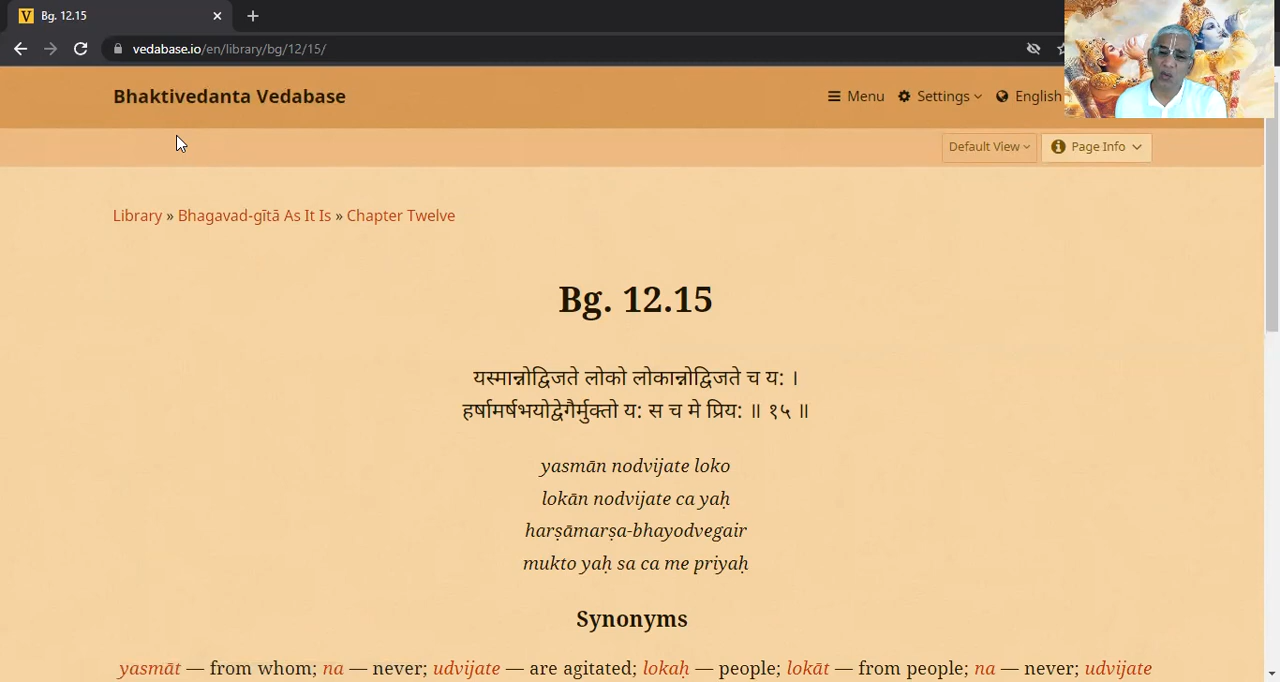 Bg. 12.15
vedabase.io/en/library/bg/12/15/
Bhaktivedanta Vedabase
Menu Settings English
Default View Page Info
Library » Bhagavad-gītā As It Is » Chapter Twelve
Bg. 12.15
यस्मान्नोद्विजते लोको लोकान्नोद्विजते च य: ।
हर्षामर्षभयोद्वेगैर्मुक्तो य: स च मे प्रिय: ॥ १५ ॥
yasmān nodvijate loko
lokān nodvijate ca yaḥ
harṣāmarṣa-bhayodvegair
mukto yaḥ sa ca me priyaḥ
Synonyms
yasmāt — from whom; na — never; udvijate — are agitated; lokaḥ — people; lokāt — from people; na — never; udvijate